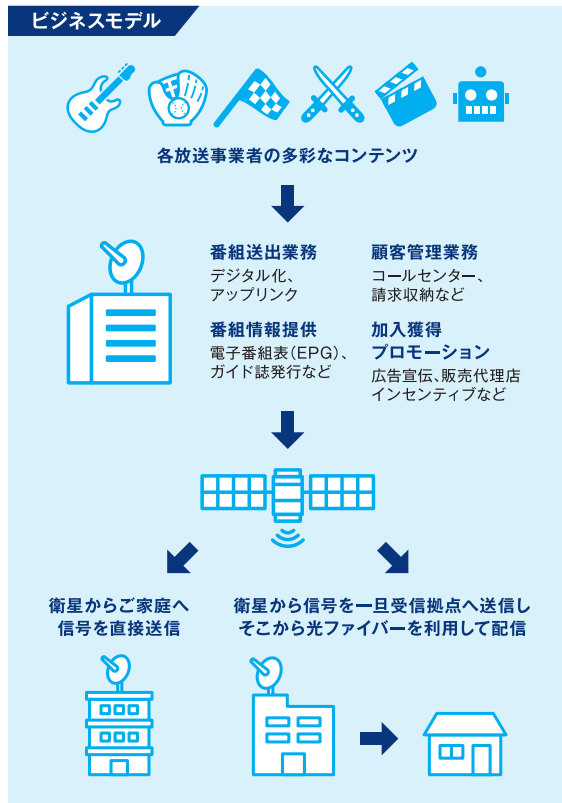 ビジネスモデル
各放送事業者の多彩なコンテンツ
番組送出業務
デジタル化、
アップリンク
顧客管理業務
コールセンター、
請求収納など
番組情報提供
電子番組表（EPG）、
ガイド誌発行など
加入獲得
プロモーション
広告宣伝、販売代理店
インセンティブなど
衛星からご家庭へ
信号を直接送信
衛星から信号を一旦受信拠点へ送信し
そこから光ファイバーを利用して配信